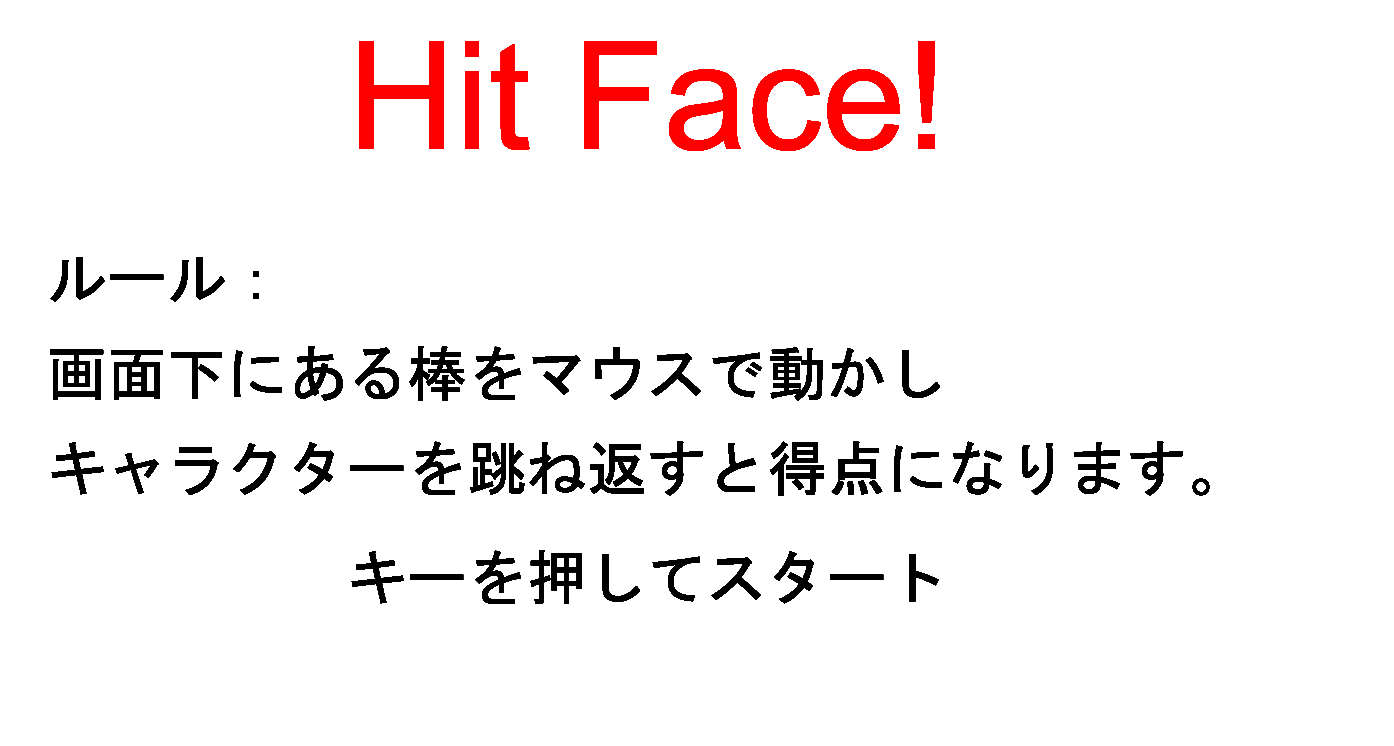 Hit Face!
ルール：
画面下にある棒をマウスで動かし
キャラクターを跳ね返すと得点になります。
キーを押してスタート